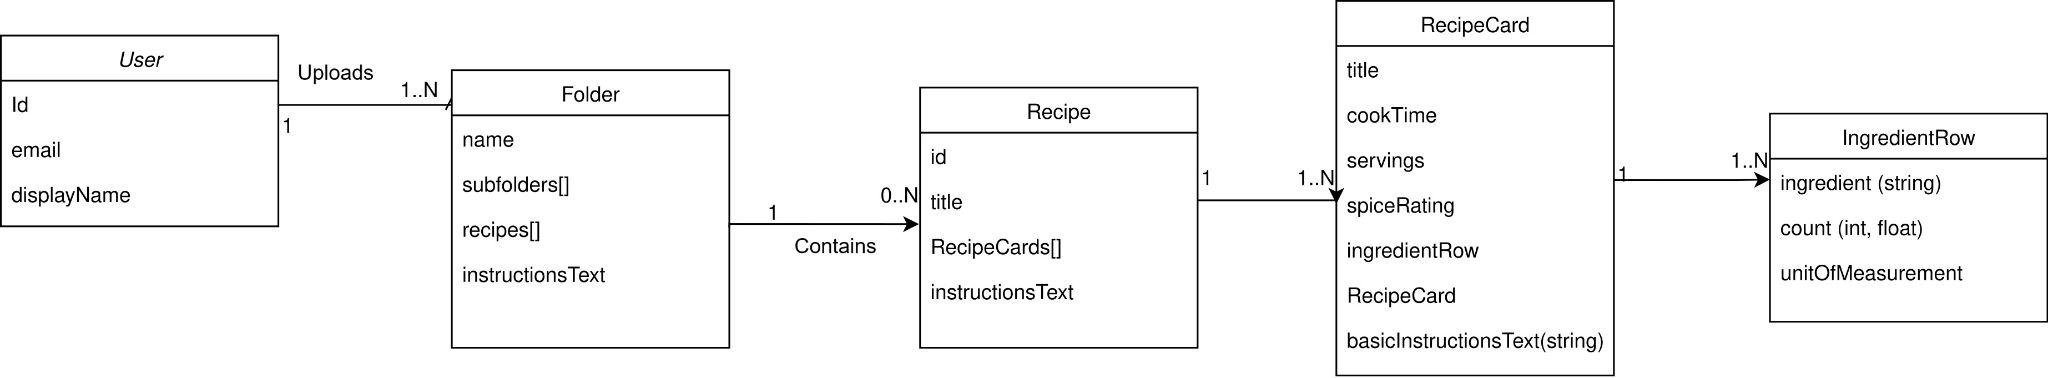 User
Id
email
displayName
Uploads
1..N
1
Folder
name
subfolders[]
recipes[]
instructionsText
1
0..N
Contains
Recipe
id
title
RecipeCards[]
instructionsText
1
1..N
RecipeCard
title
cookTime
servings
spiceRating
ingredientRow
RecipeCard
basicInstructionsText(string)
1
1..N
IngredientRow
ingredient (string)
count (int, float)
unitOfMeasurement